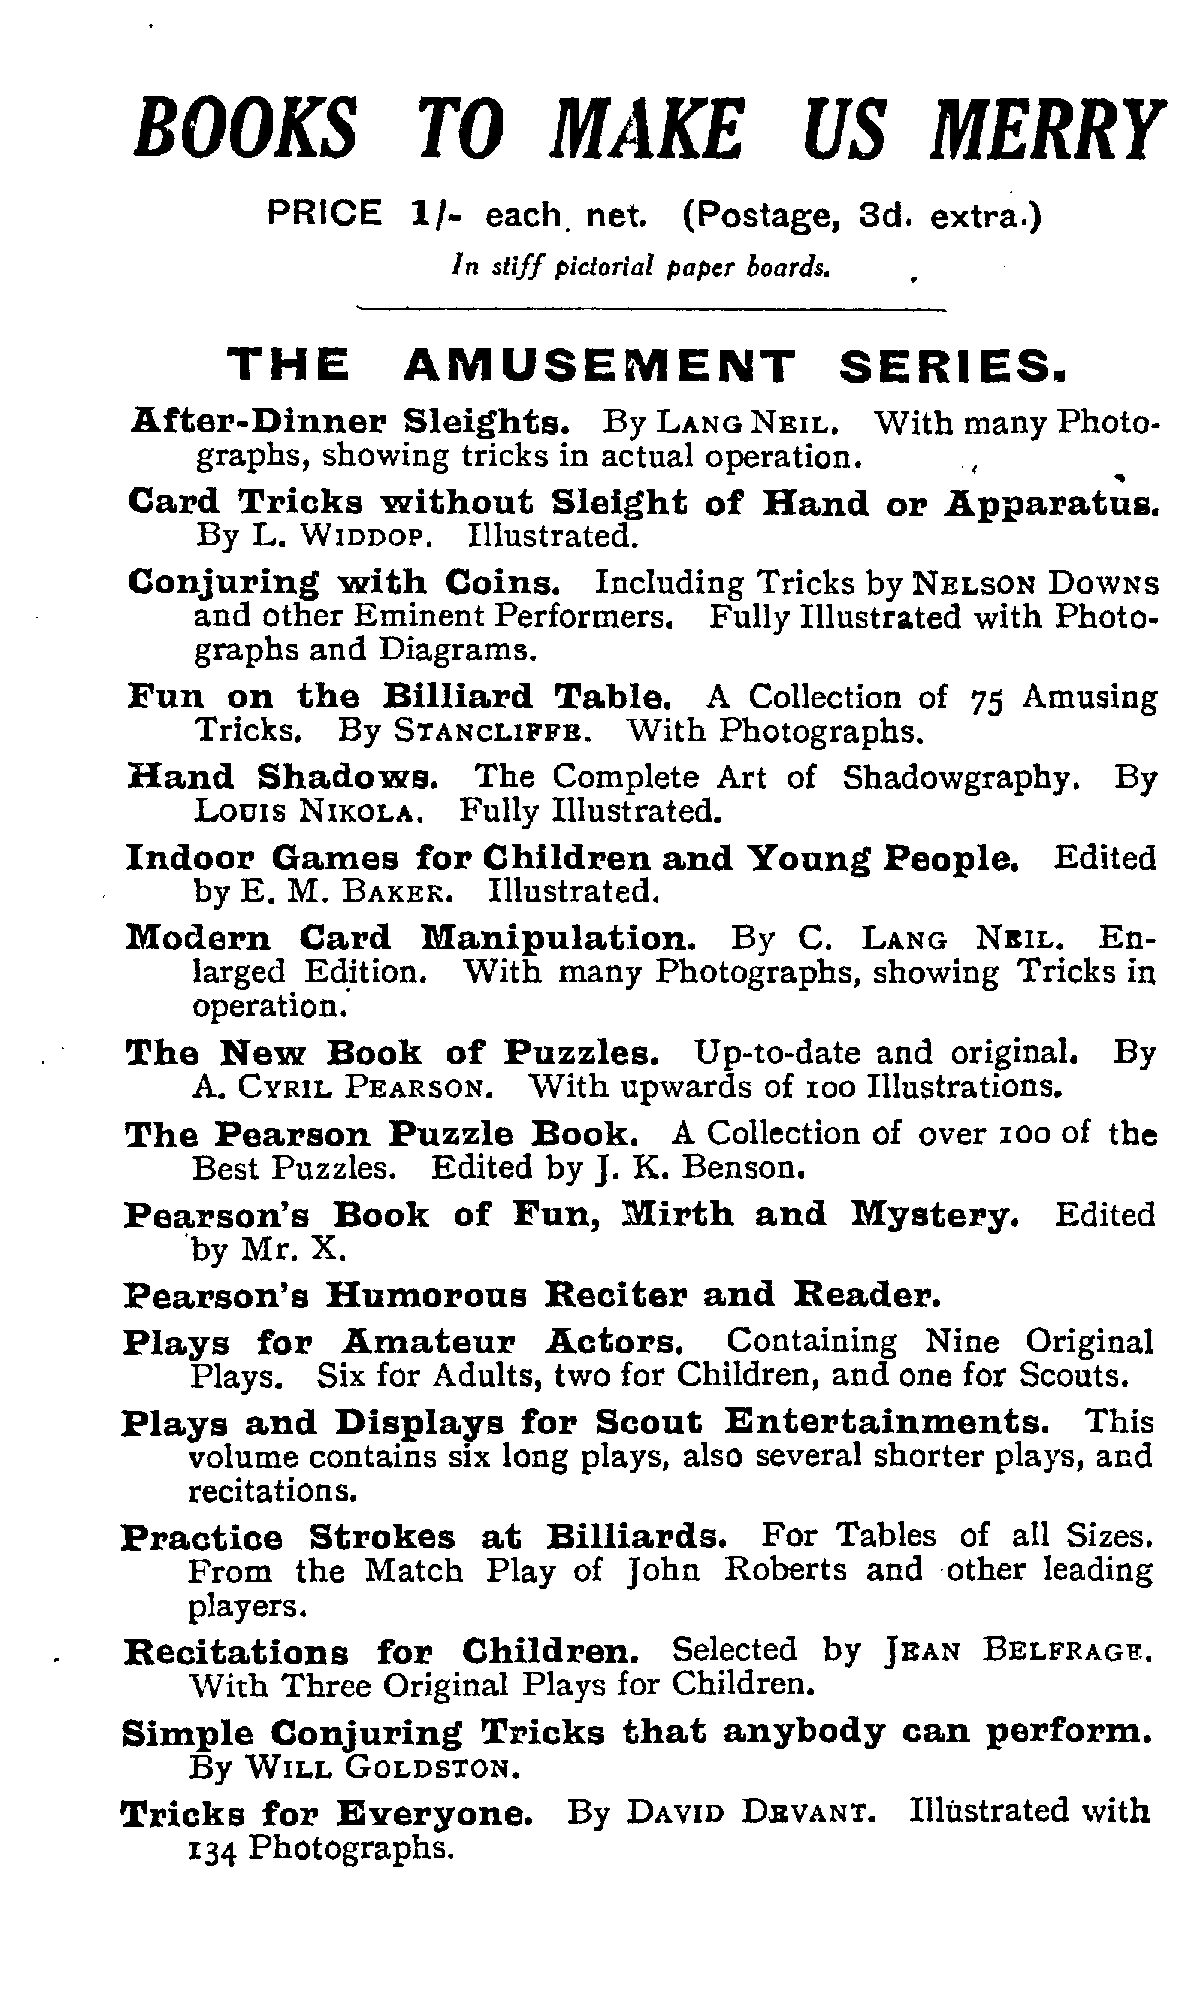 BOOKS TO MAKE US MERRY
PRICE 1/- each net. (Postage, 3d. extra.)
In stiff pictorial paper boards.
THE AMUSEMENT SERIES.
After-Dinner Sleights. By LANG NEIL. With many Photo-
graphs, showing tricks in actual operation.
Card Tricks without Sleight of Hand or Apparatus.
By L. WIDDOP. Illustrated.
Conjuring with Coins. Including Tricks by NELSON DOWNS
and other Eminent Performers. Fully Illustrated with Photo-
graphs and Diagrams.
Fun on the Billiard Table. A Collection of 75 Amusing
Tricks. By STANCLIFFE. With Photographs.
Hand Shadows. The Complete Art of Shadowgraphy. By
LOUIS NIKOLA. Fully Illustrated.
Indoor Games for Children and Young People. Edited
by E. M. BAKER. Illustrated.
Modern Card Manipulation. By C. LANG NEIL. En-
larged Edition. With many Photographs, showing Tricks in
operation.
The New Book of Puzzles. Up-to-date and original. By
A. CYRIL PEARSON. With upwards of 100 Illustrations.
The Pearson Puzzle Book. A Collection of over 100 of the
Best Puzzles. Edited by J. K. Benson.
Pearson's Book of Fun, Mirth and Mystery. Edited
by Mr. X.
Pearson's Humorous Reciter and Reader.
Plays for Amateur Actors. Containing Nine Original
Plays. Six for Adults, two for Children, and one for Scouts.
Plays and Displays for Scout Entertainments. This
volume contains six long plays, also several shorter plays, and
recitations.
Practice Strokes at Billiards. For Tables of all Sizes.
From the Match Play of John Roberts and other leading
players.
Recitations for Children. Selected by JEAN BELFRAGE.
With Three Original Plays for Children.
Simple Conjuring Tricks that anybody can perform.
By WILL GOLDSTON.
Tricks for Everyone. By DAVID DEVANT. Illustrated with
134 Photographs.